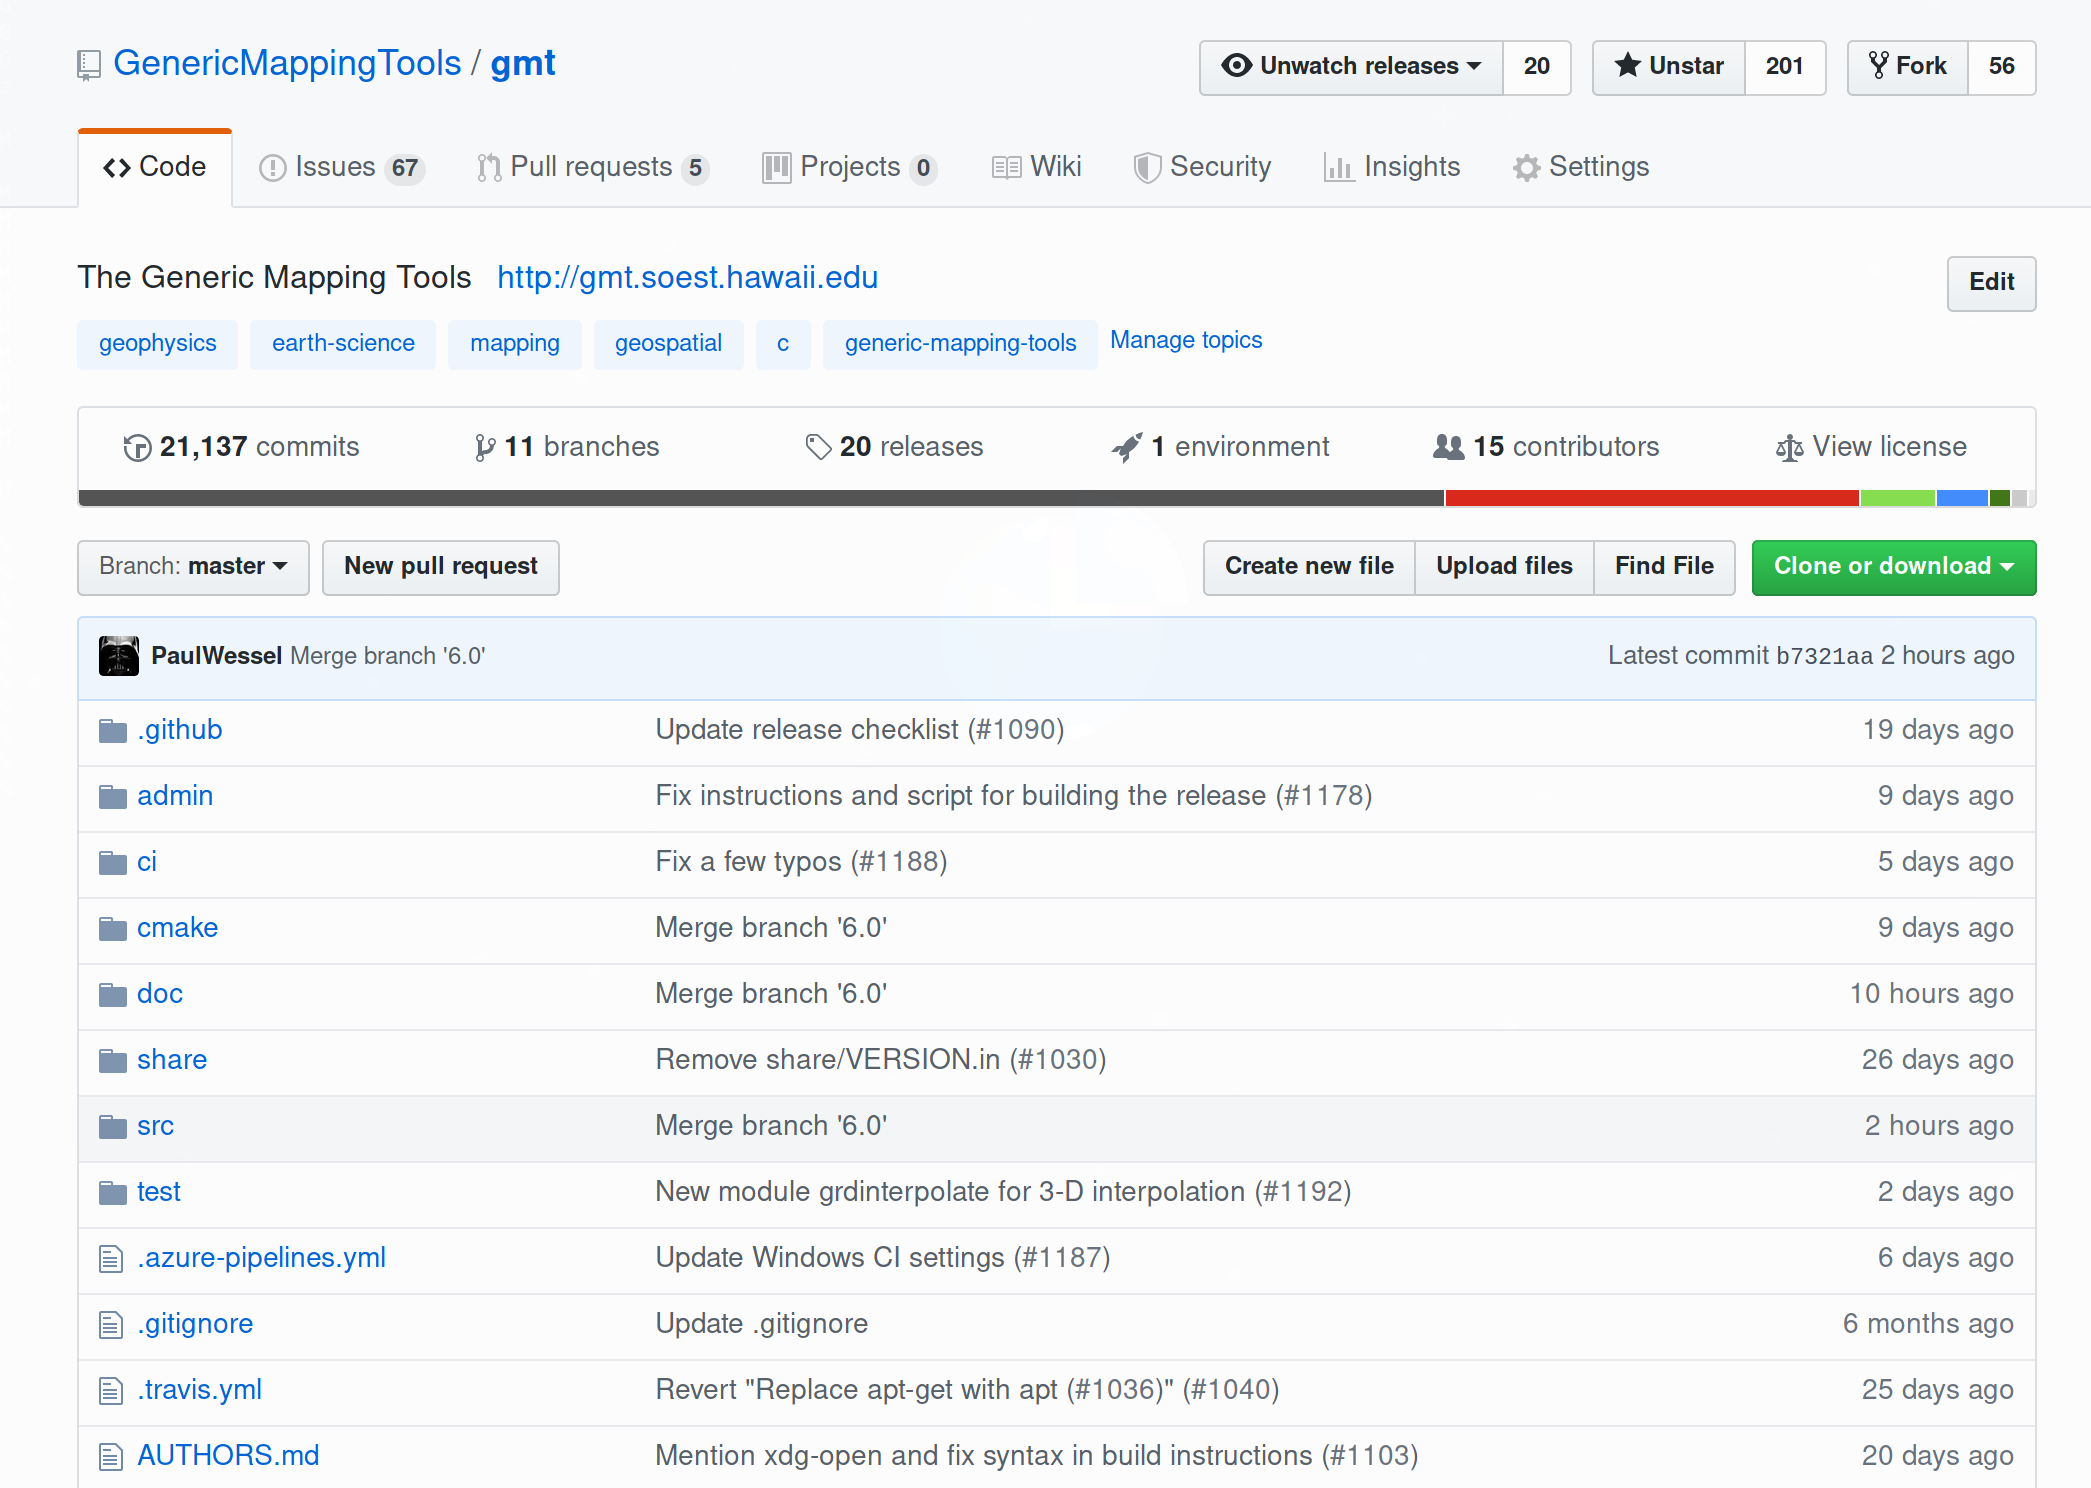 GenericMappingTools / gmt
Unwatch releases 20 Unstar 201 Fork 56
Code Issues 67 Pull requests 5 Projects 0 Wiki Security Insights Settings
The Generic Mapping Tools http://gmt.soest.hawaii.edu Edit
geophysics earth-science mapping geospatial c generic-mapping-tools Manage topics
21,137 commits 11 branches 20 releases 1 environment 15 contributors View license
Branch: master New pull request Create new file Upload files Find File Clone or download
PaulWessel Merge branch '6.0' Latest commit b7321aa 2 hours ago
.github Update release checklist (#1090) 19 days ago
admin Fix instructions and script for building the release (#1178) 9 days ago
ci Fix a few typos (#1188) 5 days ago
cmake Merge branch '6.0' 9 days ago
doc Merge branch '6.0' 10 hours ago
share Remove share/VERSION.in (#1030) 26 days ago
src Merge branch '6.0' 2 hours ago
test New module grdinterpolate for 3-D interpolation (#1192) 2 days ago
.azure-pipelines.yml Update Windows CI settings (#1187) 6 days ago
.gitignore Update .gitignore 6 months ago
.travis.yml Revert "Replace apt-get with apt (#1036)" (#1040) 25 days ago
AUTHORS.md Mention xdg-open and fix syntax in build instructions (#1103) 20 days ago